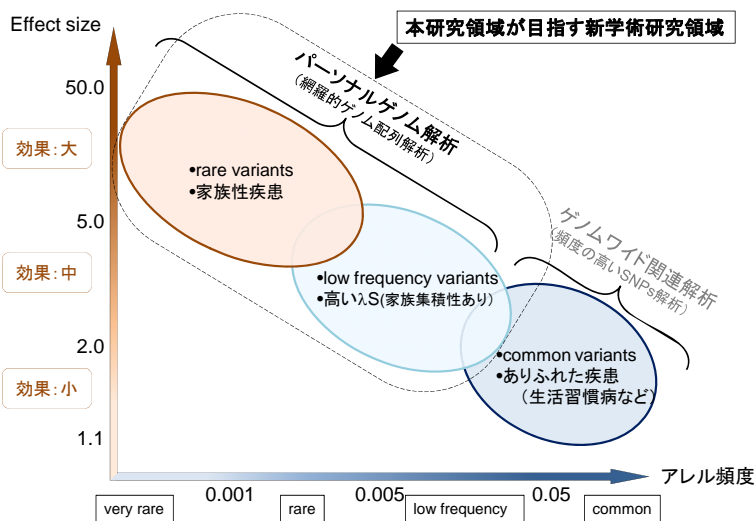 Effect size
本研究領域が目指す新学術研究領域
50.0
パーソナルゲノム解析
（網羅的ゲノム配列解析）
効果：大
•rare variants
•家族性疾患
5.0
ゲノムワイド関連解析
（頻度の高いSNPs解析）
効果：中
•low frequency variants
•高いλS(家族集積性あり)
2.0
•common variants
•ありふれた疾患
（生活習慣病など）
効果：小
1.1
アレル頻度
0.001
0.005
0.05
very rare
rare
low frequency
common